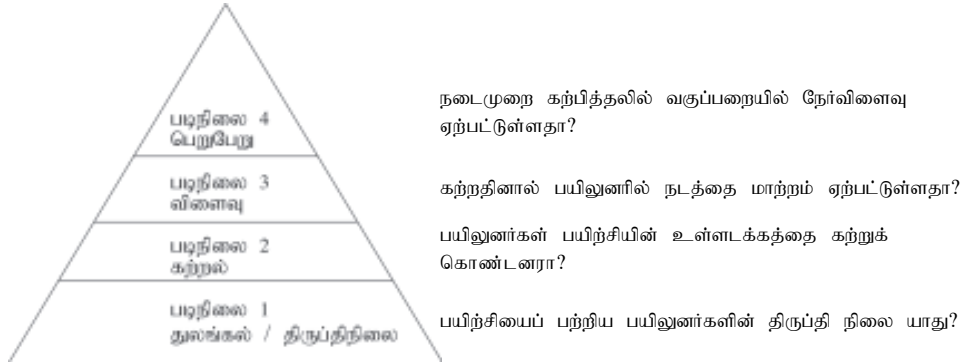 நடைமுறை கற்பித்தலில் வகுப்பறையில் நேர்விளைவு
ஏற்பட்டுள்ளதா?
படிநிலை 4
பெறுபேறு
படிநிலை 3
விளைவு
கற்றதினால் பயிலுனரில் நடத்தை மாற்றம் ஏற்பட்டுள்ளதா?
படிநிலை 2
கற்றல்
பயிலுனர்கள் பயிற்சியின் உள்ளடக்கத்தை கற்றுக்
கொண்டனரா?
படிநிலை 1
துலங்கல் / திருப்திநிலை
பயிற்சியைப் பற்றிய பயிலுனர்களின் திருப்தி நிலை யாது?